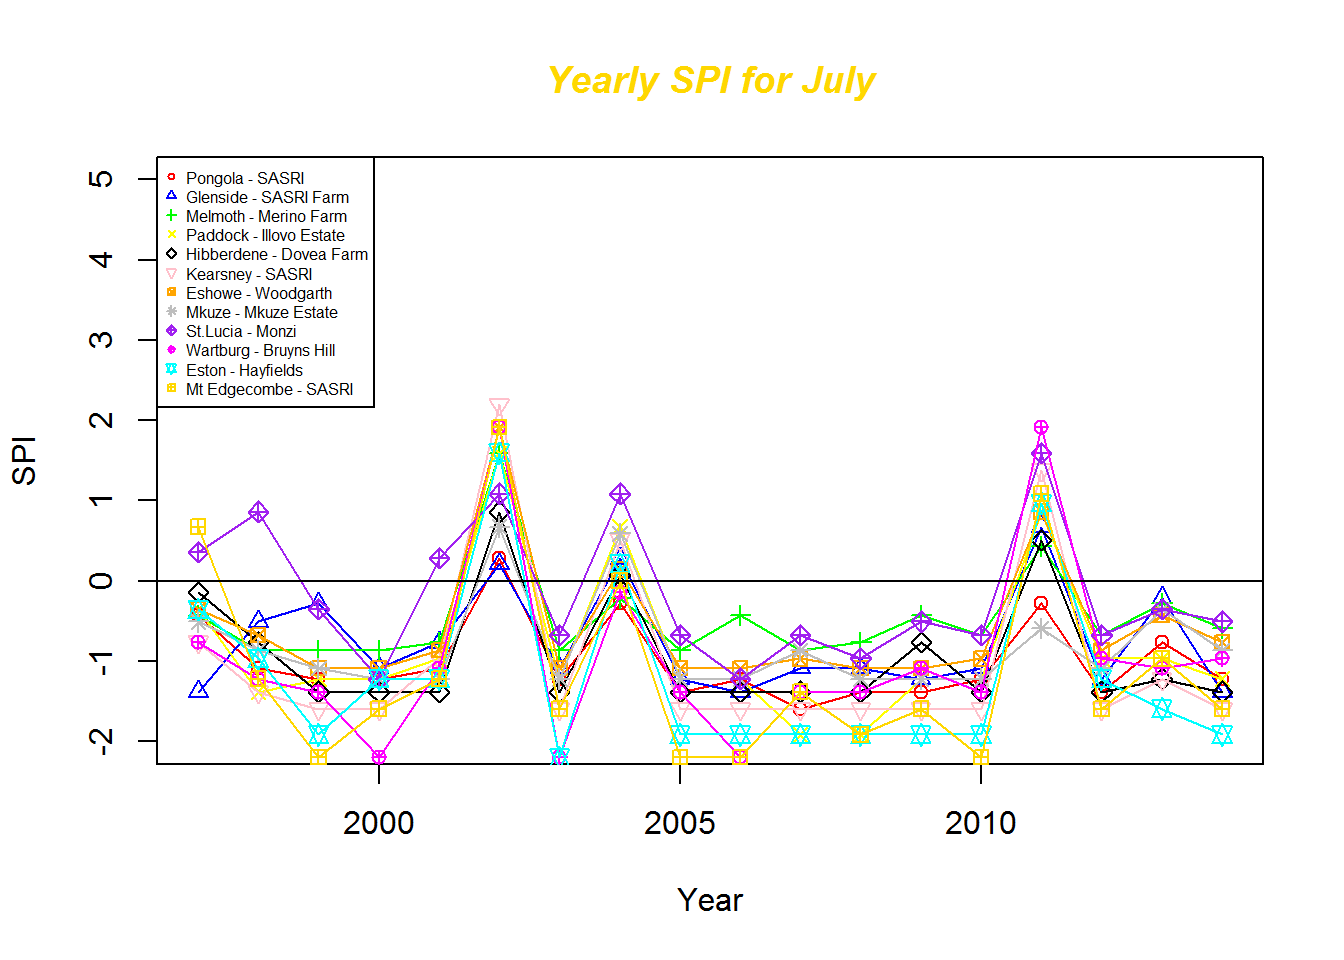 Yearly SPI for July
5
4
3
2
1
0
-1
-2
SPI
Pongola - SASRI
Glenside - SASRI Farm
Melmoth - Merino Farm
Paddock - Illovo Estate
Hibberdene - Dovea Farm
Kearsney - SASRI
Eshowe - Woodgarth
Mkuze - Mkuze Estate
St.Lucia - Monzi
Wartburg - Bruyns Hill
Eston - Hayfields
Mt Edgecombe - SASRI
2000 2005 2010
Year